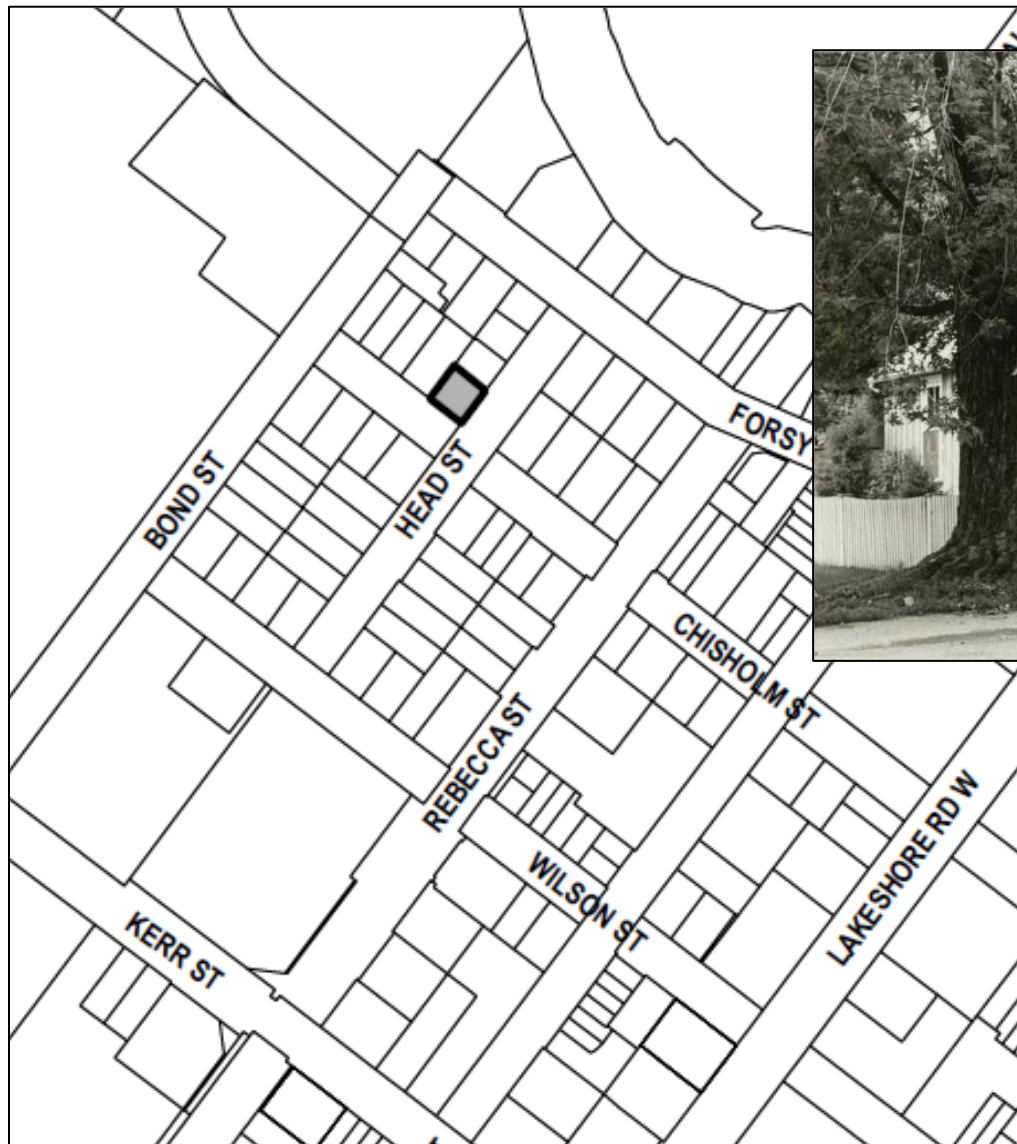 FORSY
BOND ST
HEAD ST
CHISHOLM ST
REBECCA ST
LAKESHORE RD W
WILSON ST
KERR ST